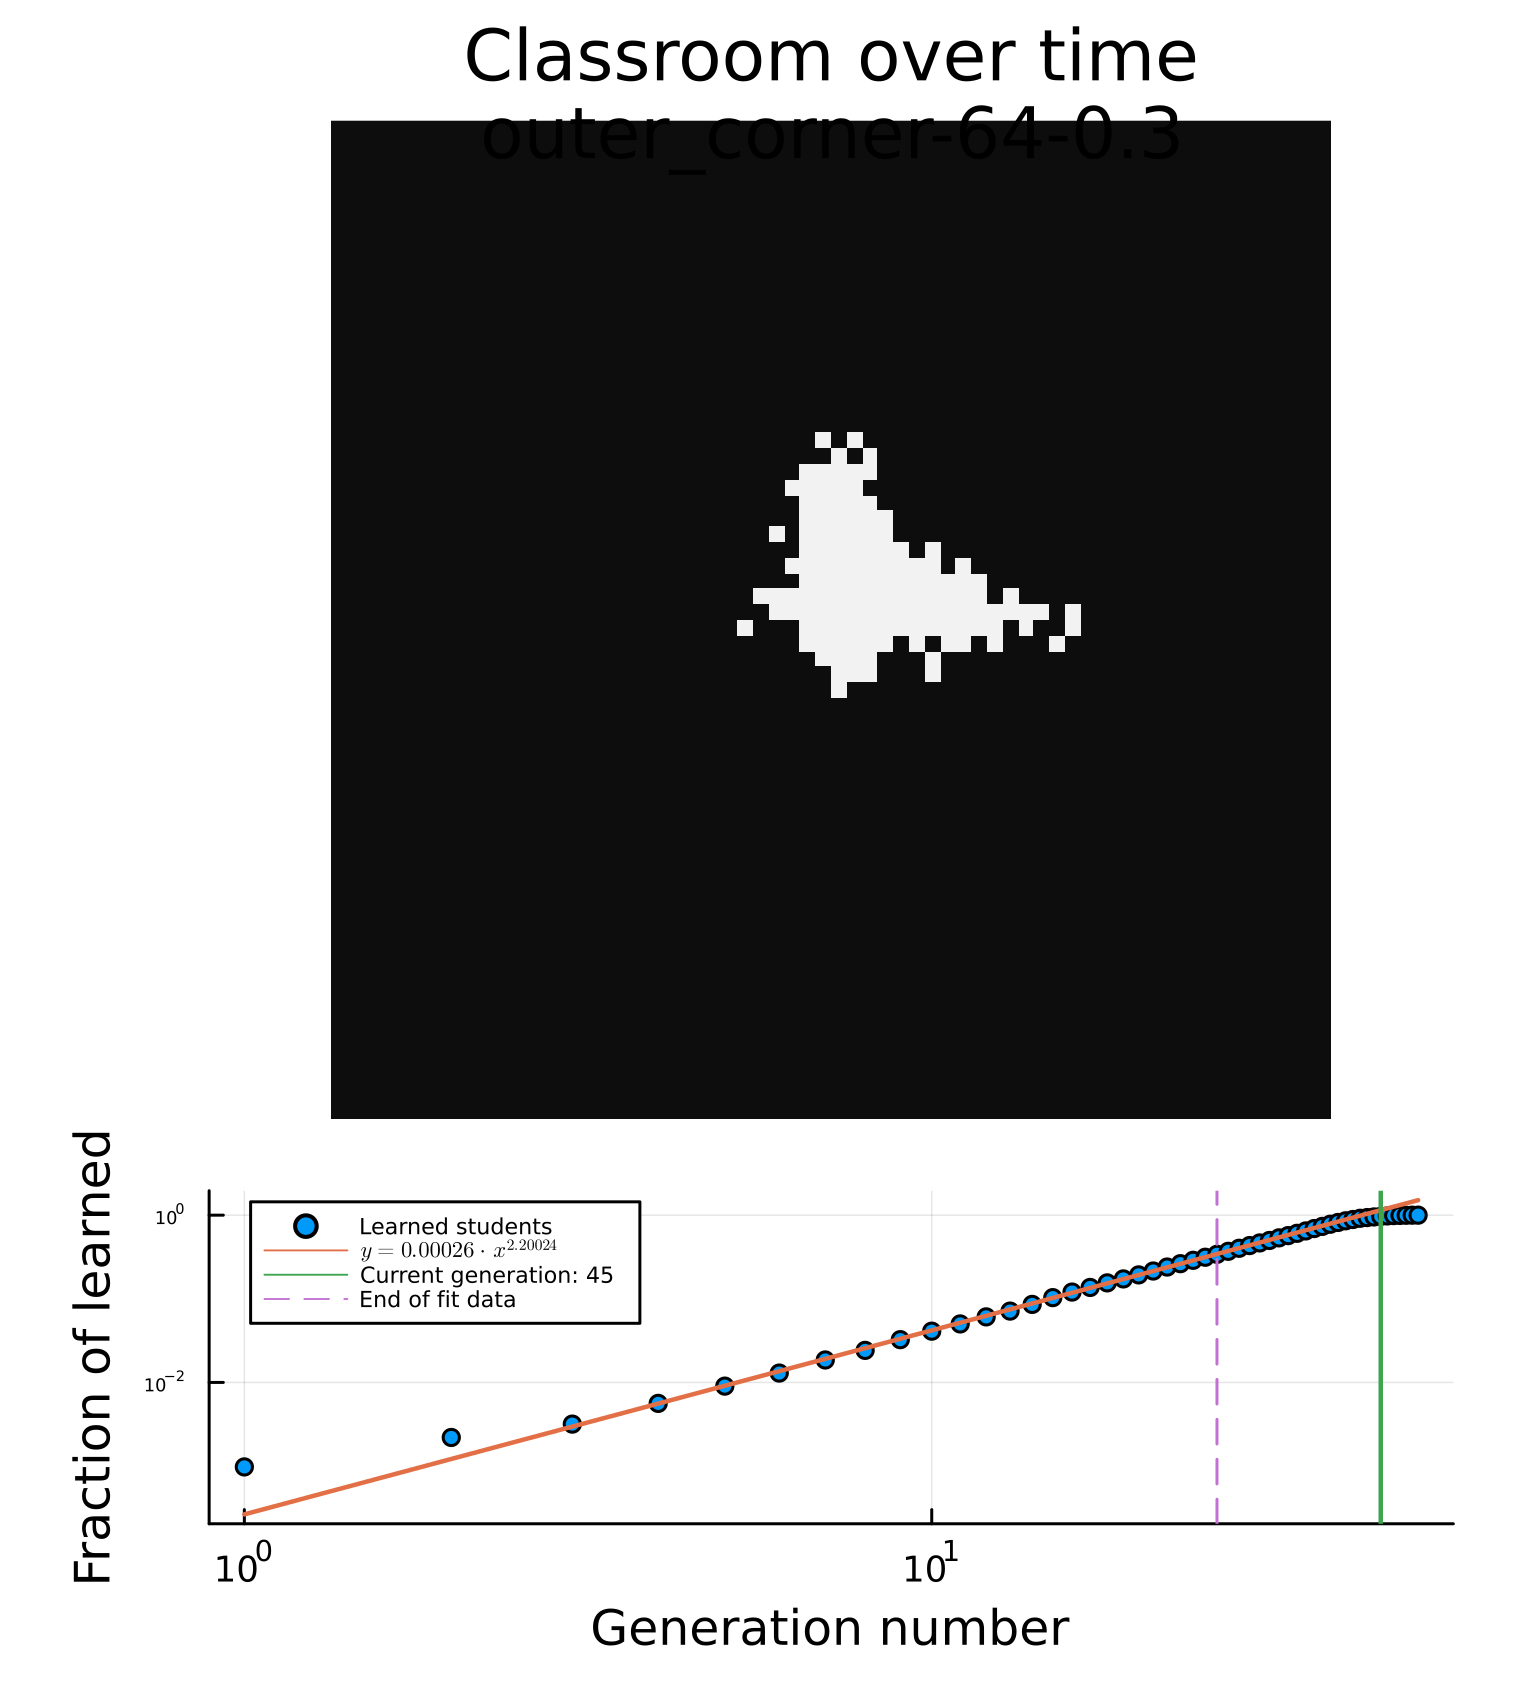 Classroom over time
outer_corner-64-0.3
Fraction of learned
10^0
10^-2
Learned students
y = 0.00026 · x^2.20024
Current generation: 45
End of fit data
10^0
10^1
Generation number